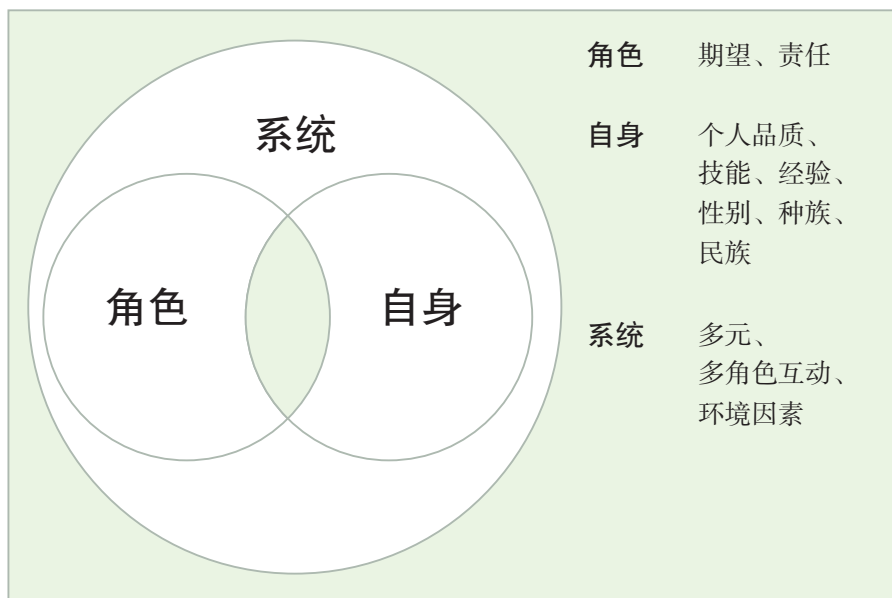 系统
角色
自身
角色 期望、责任
自身 个人品质、
技能、经验、
性别、种族、
民族
系统 多元、
多角色互动、
环境因素